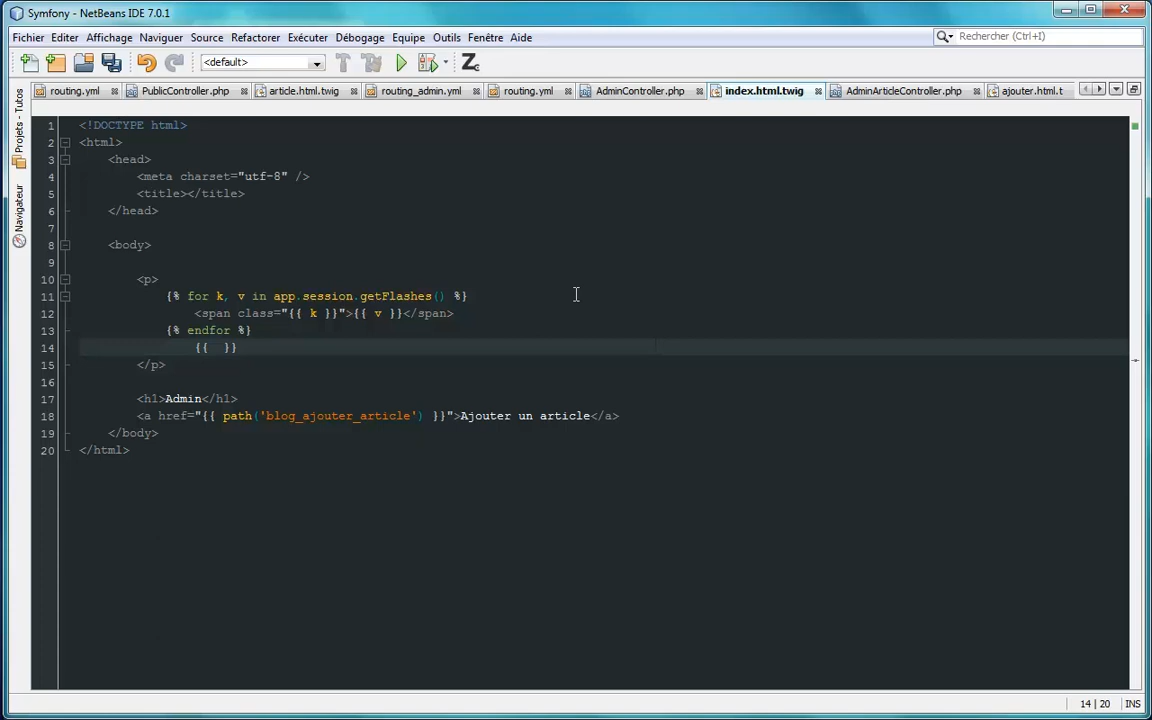 Symfony - NetBeans IDE 7.0.1
Fichier Editer Affichage Naviguer Source Refactorer Exécuter Débogage Equipe Outils Fenêtre Aide
Rechercher (Ctrl+I)
<default>
routing.yml PublicController.php article.html.twig routing_admin.yml routing.yml AdminController.php index.html.twig AdminArticleController.php ajouter.html.t
Projets - Tutos
Navigateur
1 <!DOCTYPE html>
2 <html>
3 <head>
4 <meta charset="utf-8" />
5 <title></title>
6 </head>
7
8 <body>
9
10 <p>
11 {% for k, v in app.session.getFlashes() %}
12 <span class="{{ k }}">{{ v }}</span>
13 {% endfor %}
14 {{  }}
15 </p>
16
17 <h1>Admin</h1>
18 <a href="{{ path('blog_ajouter_article') }}">Ajouter un article</a>
19 </body>
20 </html>
14 | 20 INS